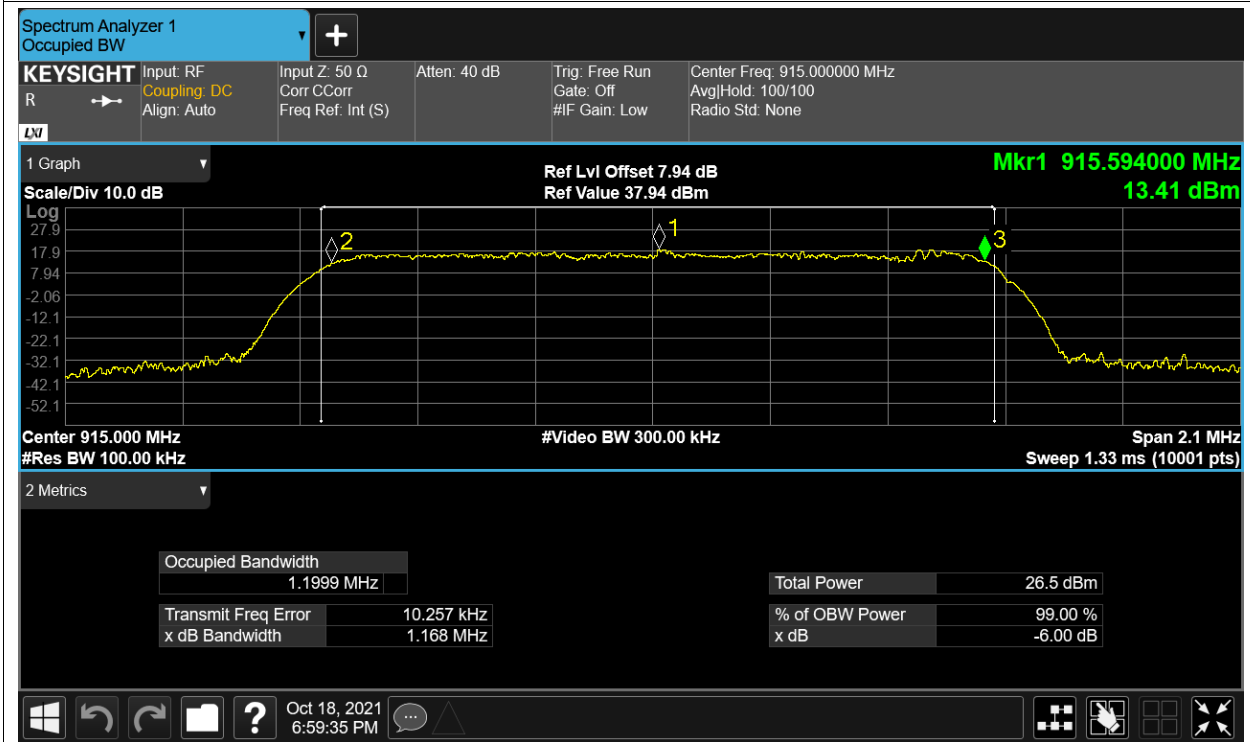 Spectrum Analyzer 1
Occupied BW
KEYSIGHT
R
LXI
Input: RF
Coupling: DC
Align: Auto
Input Z: 50 Ω
Corr CCorr
Freq Ref: Int (S)
Atten: 40 dB
Trig: Free Run
Gate: Off
#IF Gain: Low
Center Freq: 915.000000 MHz
Avg|Hold: 100/100
Radio Std: None
1 Graph
Scale/Div 10.0 dB
Ref Lvl Offset 7.94 dB
Ref Value 37.94 dBm
Mkr1 915.594000 MHz
13.41 dBm
Log
27.9
17.9
7.94
-2.06
-12.1
-22.1
-32.1
-42.1
-52.1
2
1
3
Center 915.000 MHz
#Video BW 300.00 kHz
Span 2.1 MHz
#Res BW 100.00 kHz
Sweep 1.33 ms (10001 pts)
2 Metrics
Occupied Bandwidth
1.1999 MHz
Transmit Freq Error 10.257 kHz
x dB Bandwidth 1.168 MHz
Total Power 26.5 dBm
% of OBW Power 99.00 %
x dB -6.00 dB
?
Oct 18, 2021
6:59:35 PM